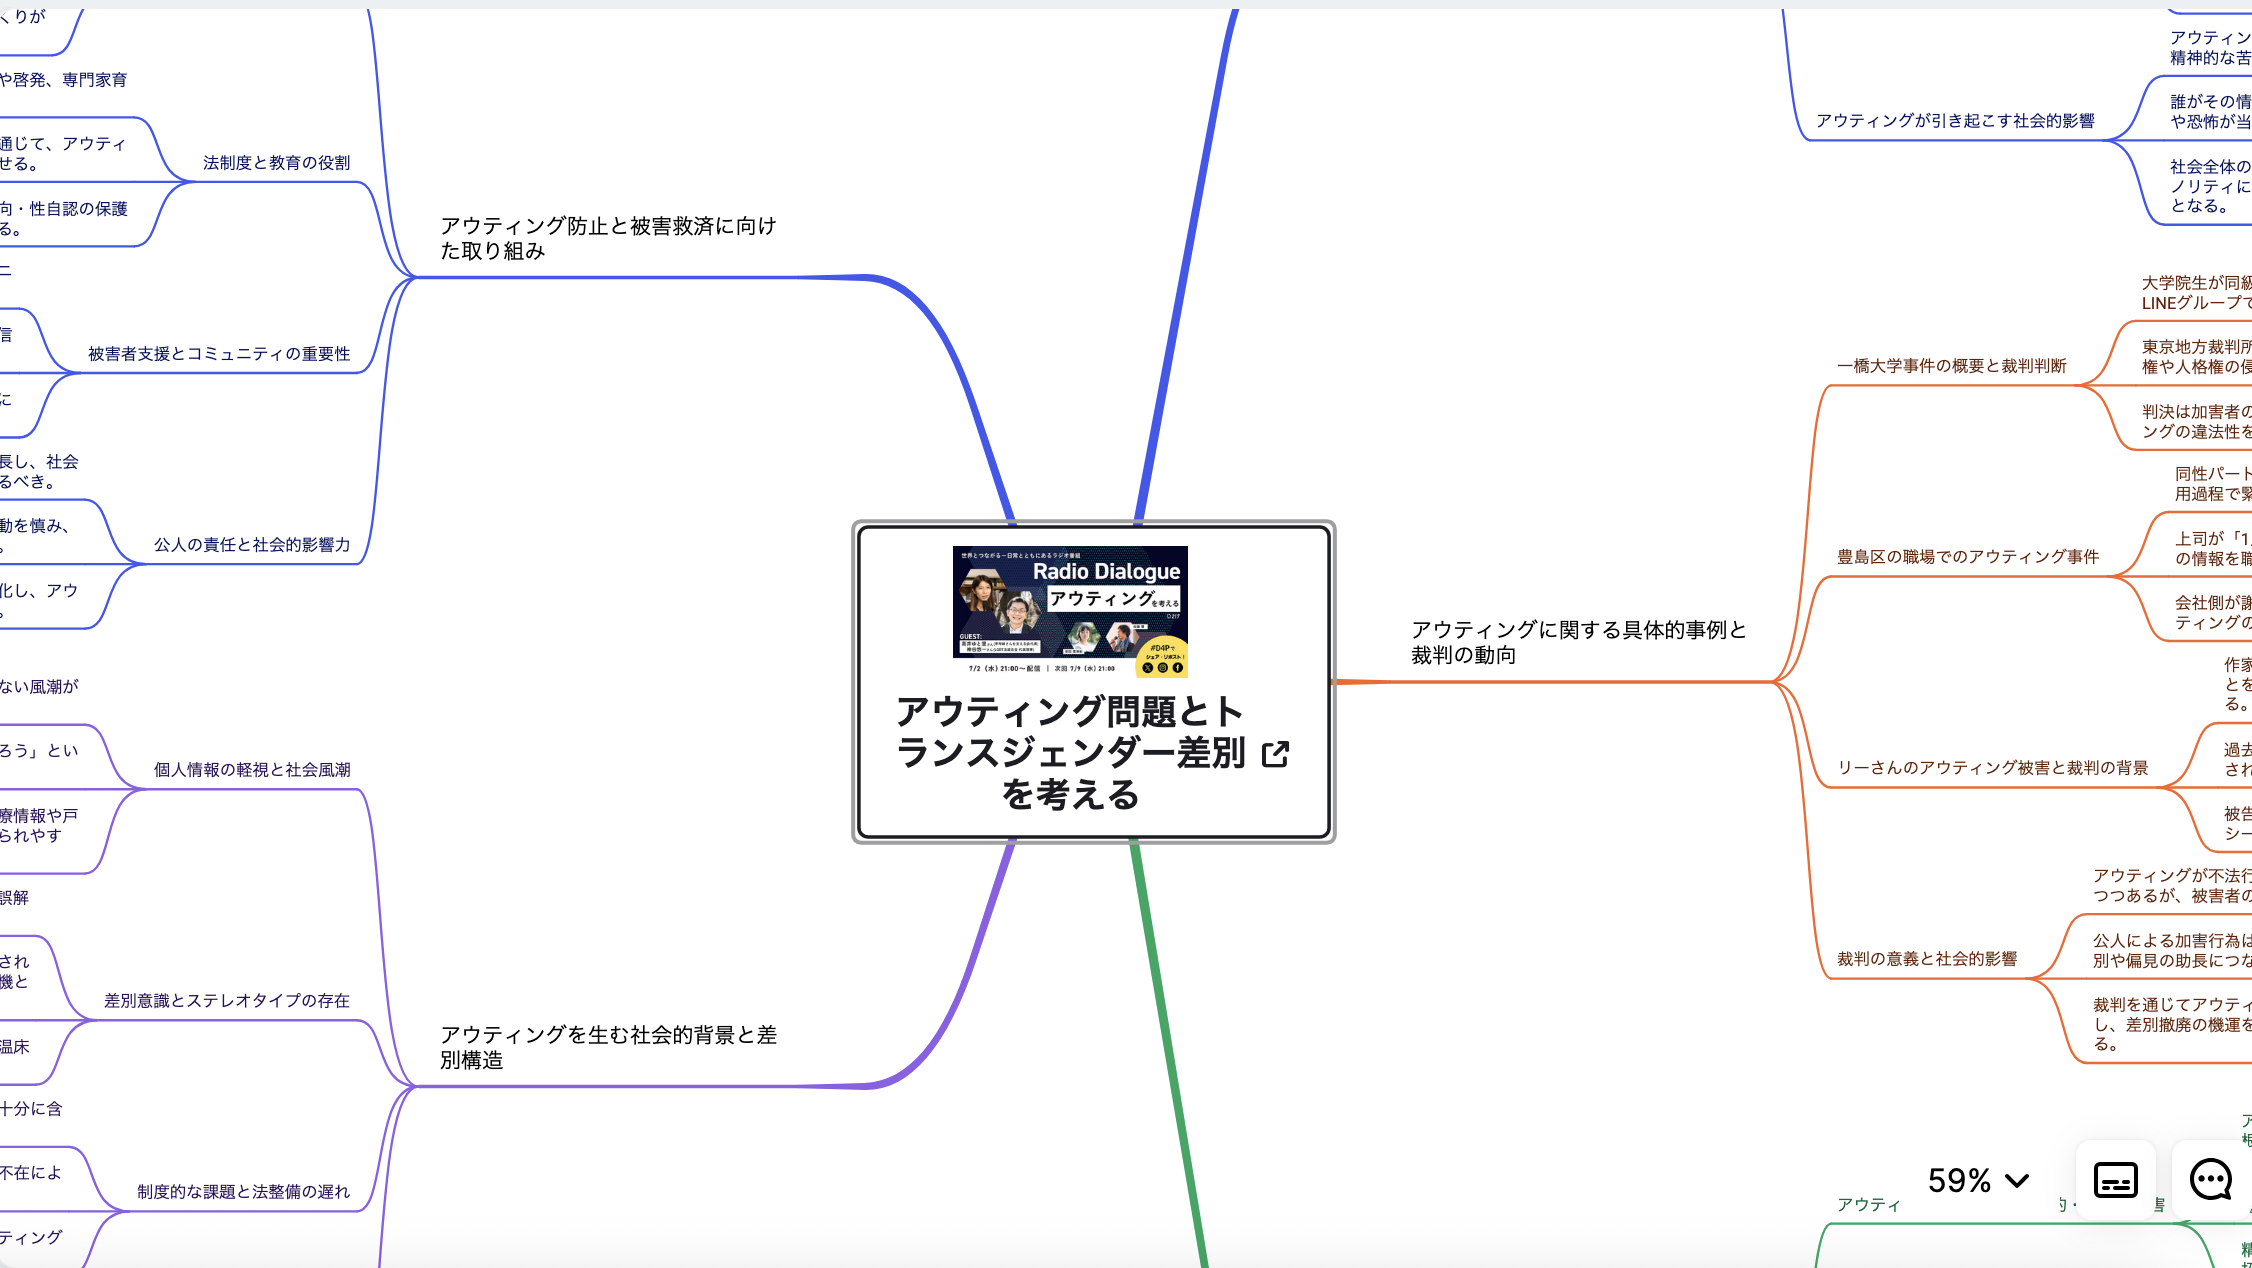 くりが
や啓発、専門家育
通じて、アウティ
せる。
法制度と教育の役割
向・性自認の保護
る。
アウティング防止と被害救済に向け
た取り組み
ニ
信
被害者支援とコミュニティの重要性
に
長し、社会
るべき。
動を慎み、
。
公人の責任と社会的影響力
化し、アウ
。
ない風潮が
ろう」とい
個人情報の軽視と社会風潮
療情報や戸
られやす
誤解
され
機と
差別意識とステレオタイプの存在
温床
アウティングを生む社会的背景と差
別構造
十分に含
不在によ
制度的な課題と法整備の遅れ
ティング
世界とつながる―日常とともにあるラジオ番組
Radio Dialogue
アウティングを考える
GUEST:
#D4Pで
シェア・リポスト!
7/2（水）21:00〜配信 | 次回 7/9（水）21:00
アウティング問題とト
ランスジェンダー差別
を考える
アウティン
精神的な苦
誰がその情
や恐怖が当
アウティングが引き起こす社会的影響
社会全体の
ノリティに
となる。
アウティングに関する具体的事例と
裁判の動向
大学院生が同級
LINEグループで
東京地方裁判所
権や人格権の侵
一橋大学事件の概要と裁判判断
判決は加害者の
ングの違法性を
同性パート
用過程で緊
上司が「1人
の情報を職
豊島区の職場でのアウティング事件
会社側が謝
ティングの
作家
とを
る。
過去
され
リーさんのアウティング被害と裁判の背景
被告
シー
アウティングが不法行
つつあるが、被害者の
公人による加害行為は
別や偏見の助長につな
裁判の意義と社会的影響
裁判を通じてアウティ
し、差別撤廃の機運を
る。
59%
アウティ
害
精